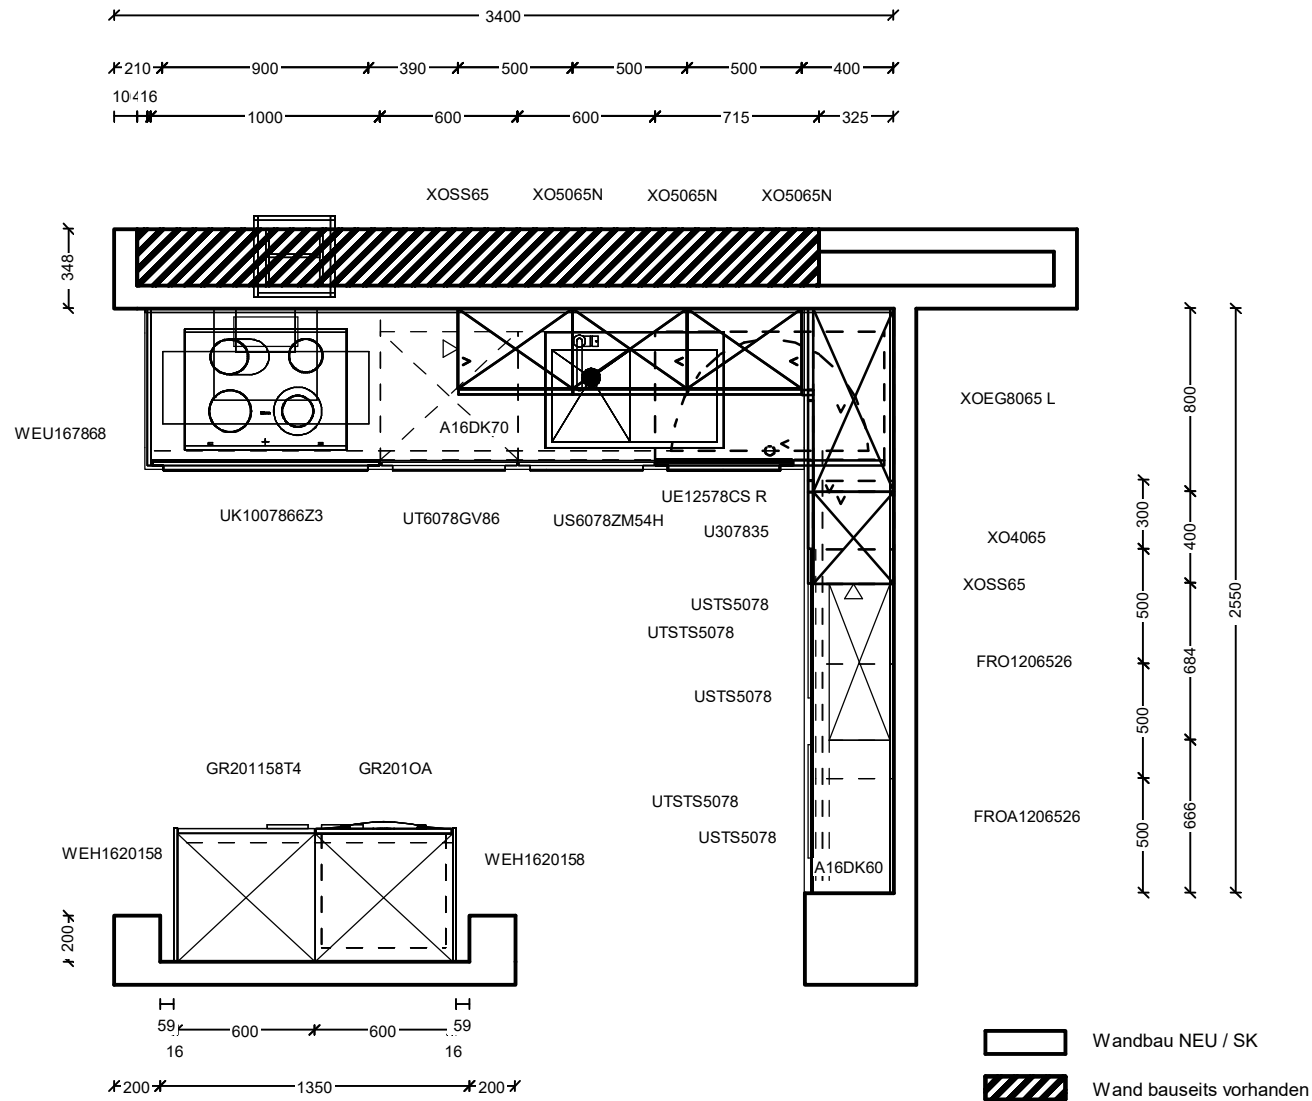 3400
210 900 390 500 500 500 400
10 416 1000 600 600 715 325
XOSS65 XO5065N XO5065N XO5065N
348
WEU167868
A16DK70
UK1007866Z3
UT6078GV86
US6078ZM54H
UE12578CS R
U307835
USTS5078
UTSTS5078
USTS5078
UTSTS5078
USTS5078
A16DK60
XOEG8065 L
XO4065
XOSS65
FRO1206526
FROA1206526
300
500
500
500
800
400
684
666
2550
GR201158T4 GR201OA
WEH1620158
WEH1620158
200
59 600 600 59
16 16
200 1350 200
Wandbau NEU / SK
Wand bauseits vorhanden